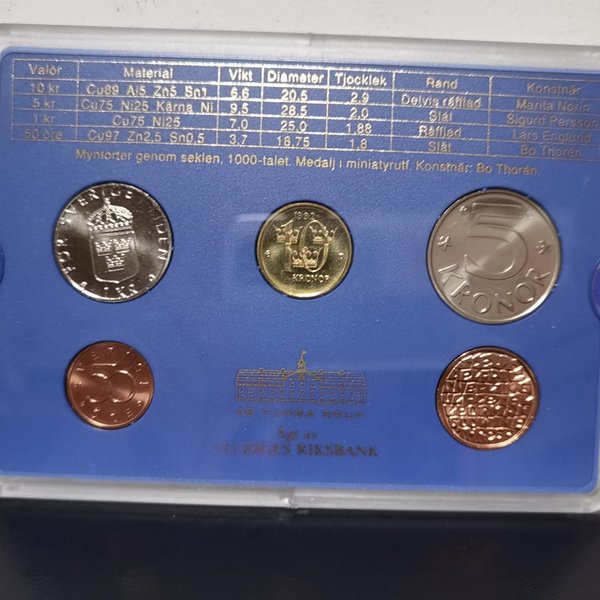 Valör Material Vikt Diameter Tjocklek Rand Konstnär
10 kr Cu89 Al5 Zn5 Sn1 6.6 20.5 2.9 Delvis räfflad Marita Norin
5 kr Cu75 Ni25 Kärna Ni 9.5 28.5 2.0 Slät Sigurd Persson
1 kr Cu75 Ni25 7.0 25.0 1.88 Räfflad Lars Englund
50 öre Cu97 Zn2,5 Sn0,5 3.7 18.75 1.8 Slät Bo Thorén
Myntorter genom seklen, 1000-talet. Medalj i miniatyrutf. Konstnär: Bo Thorén.
FÖR SVERIGE I TIDEN
1 KR
10
KRONOR
5
KRONOR
50
AB TUMBA BRUK
Ägt av
SVERIGES RIKSBANK